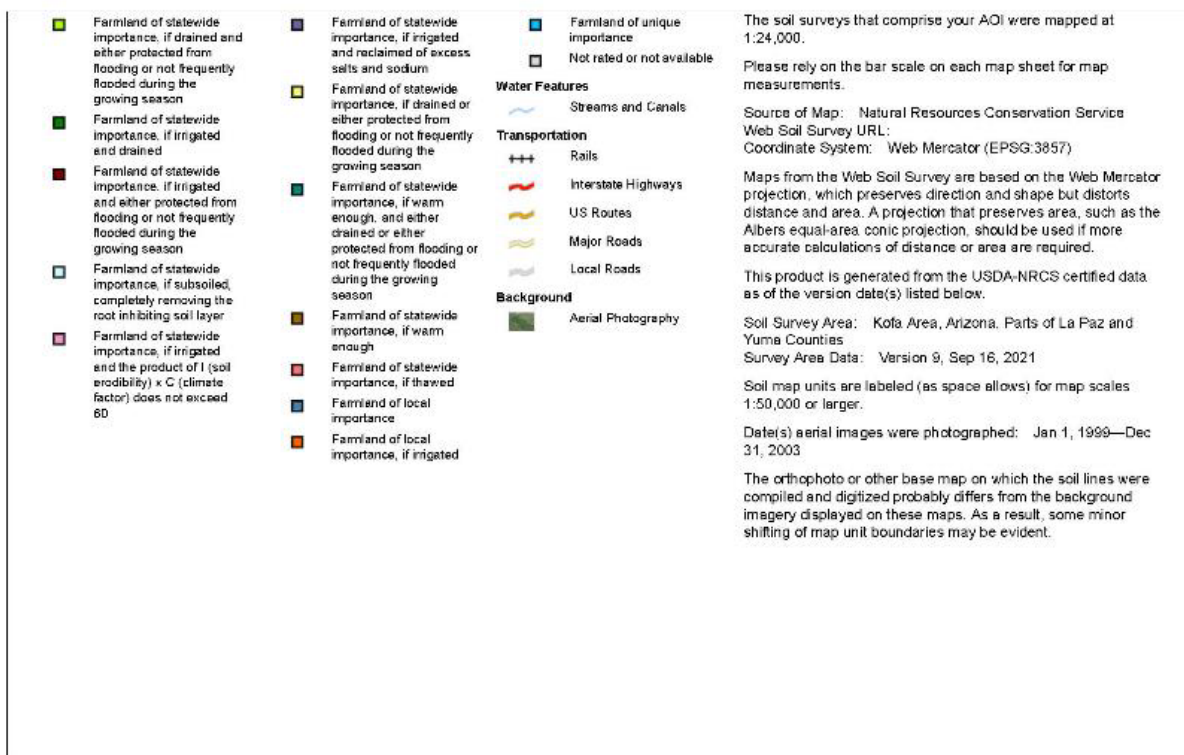 Farmland of statewide
importance, if drained and
either protected from
flooding or not frequently
flooded during the
growing season
Farmland of statewide
importance, if irrigated
and drained
Farmland of statewide
importance, if irrigated
and either protected from
flooding or not frequently
flooded during the
growing season
Farmland of statewide
importance, if subsoiled,
completely removing the
root inhibiting soil layer
Farmland of statewide
importance, if irrigated
and the product of I (soil
erodibility) x C (climate
factor) does not exceed
60
Farmland of statewide
importance, if irrigated
and reclaimed of excess
salts and sodium
Farmland of statewide
importance, if drained or
either protected from
flooding or not frequently
flooded during the
growing season
Farmland of statewide
importance, if warm
enough, and either
drained or either
protected from flooding or
not frequently flooded
during the growing
season
Farmland of statewide
importance, if warm
enough
Farmland of statewide
importance, if thawed
Farmland of local
importance
Farmland of local
importance, if irrigated
Farmland of unique
importance
Not rated or not available
Water Features
Streams and Canals
Transportation
Rails
Interstate Highways
US Routes
Major Roads
Local Roads
Background
Aerial Photography
The soil surveys that comprise your AOI were mapped at
1:24,000.
Please rely on the bar scale on each map sheet for map
measurements.
Source of Map: Natural Resources Conservation Service
Web Soil Survey URL:
Coordinate System: Web Mercator (EPSG:3857)
Maps from the Web Soil Survey are based on the Web Mercator
projection, which preserves direction and shape but distorts
distance and area. A projection that preserves area, such as the
Albers equal-area conic projection, should be used if more
accurate calculations of distance or area are required.
This product is generated from the USDA-NRCS certified data
as of the version date(s) listed below.
Soil Survey Area: Kofa Area, Arizona, Parts of La Paz and
Yuma Counties
Survey Area Data: Version 9, Sep 16, 2021
Soil map units are labeled (as space allows) for map scales
1:50,000 or larger.
Date(s) aerial images were photographed: Jan 1, 1999—Dec
31, 2003
The orthophoto or other base map on which the soil lines were
compiled and digitized probably differs from the background
imagery displayed on these maps. As a result, some minor
shifting of map unit boundaries may be evident.